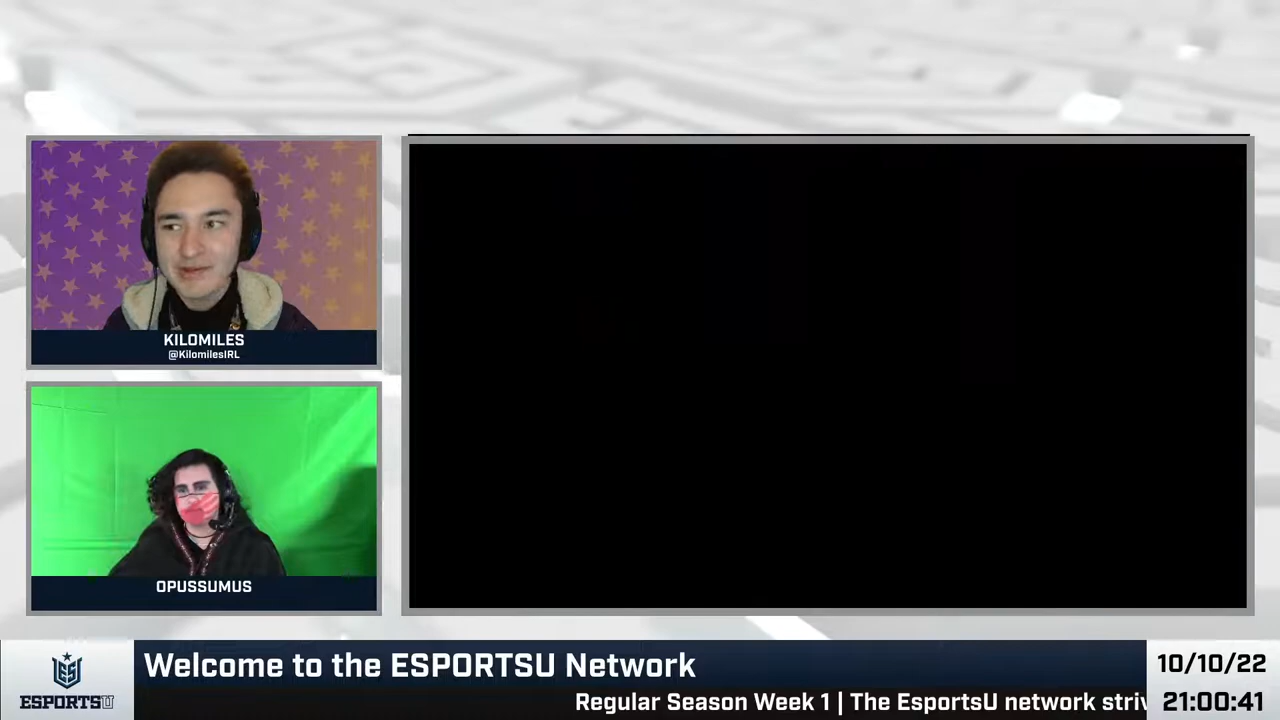 KILOMILES
@KilomilesIRL
OPUSSUMUS
ESPORTSU
Welcome to the ESPORTSU Network
Regular Season Week 1 | The EsportsU network striv
10/10/22
21:00:41